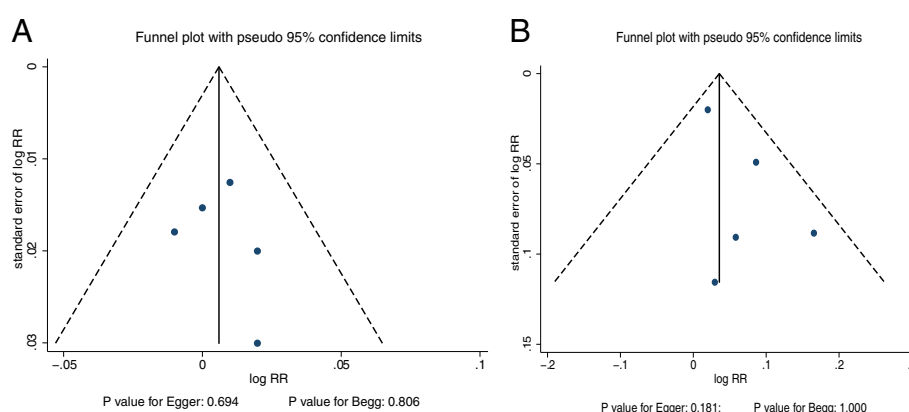 A
Funnel plot with pseudo 95% confidence limits
standard error of log RR
0
.01
.02
.03
-.05
0
.05
.1
log RR
P value for Egger: 0.694 P value for Begg: 0.806
B
Funnel plot with pseudo 95% confidence limits
standard error of log RR
0
.05
.1
.15
-.2
-.1
0
.1
.2
log RR
P value for Egger: 0.181; P value for Begg: 1.000